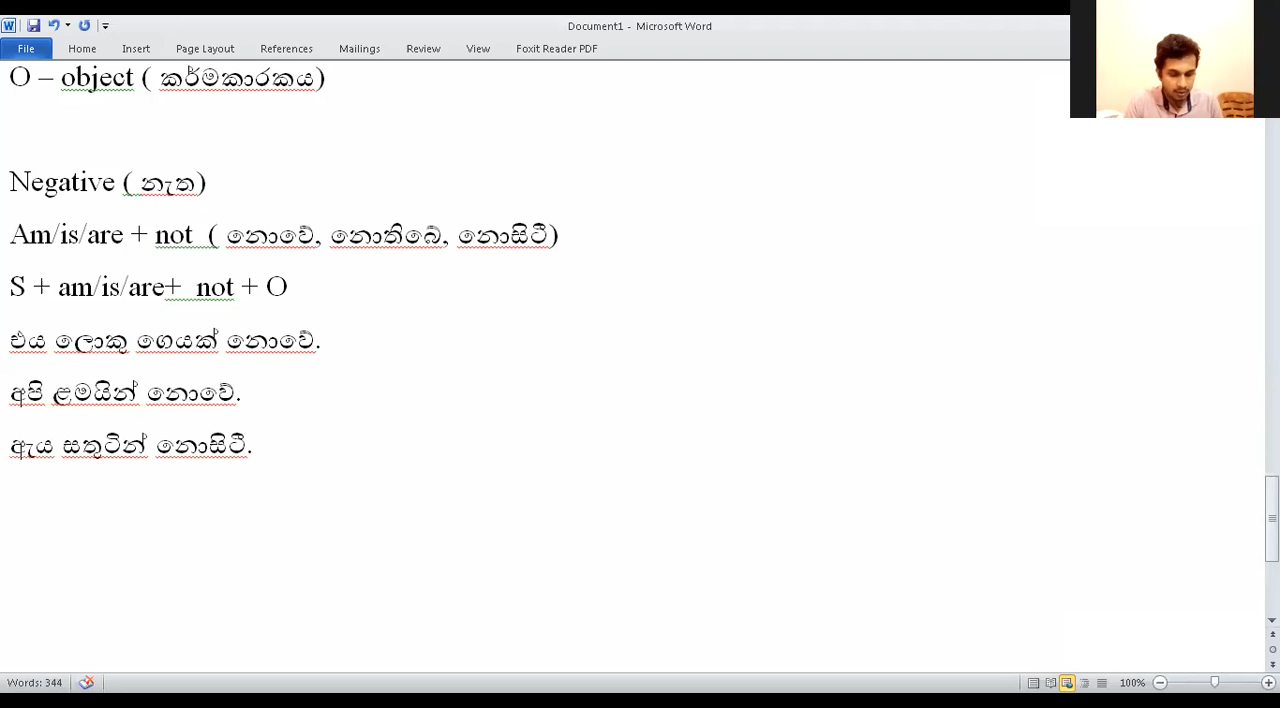 Document1 - Microsoft Word
File Home Insert Page Layout References Mailings Review View Foxit Reader PDF
O – object ( කර්මකාරකය)
Negative ( නැත)
Am/is/are + not ( නොවේ, නොතිබේ, නොසිටී)
S + am/is/are+ not + O
එය ලොකු ගෙයක් නොවේ.
අපි ළමයින් නොවේ.
ඇය සතුටින් නොසිටී.
Words: 344 100%